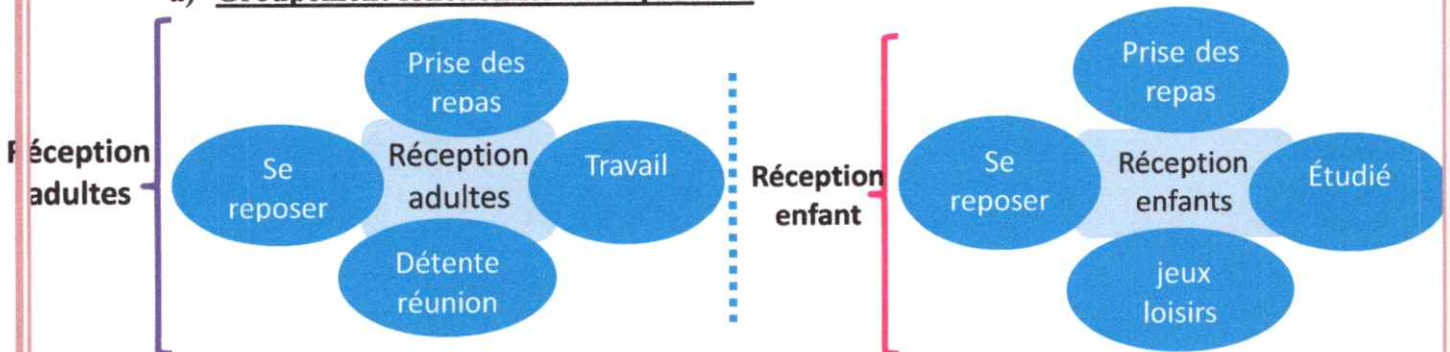 a) Groupement
Réception
adultes
Prise des
repas
Se
reposer
Réception
adultes
Travail
Détente
réunion
Réception
enfant
Prise des
repas
Se
reposer
Réception
enfants
Étudié
jeux
loisirs